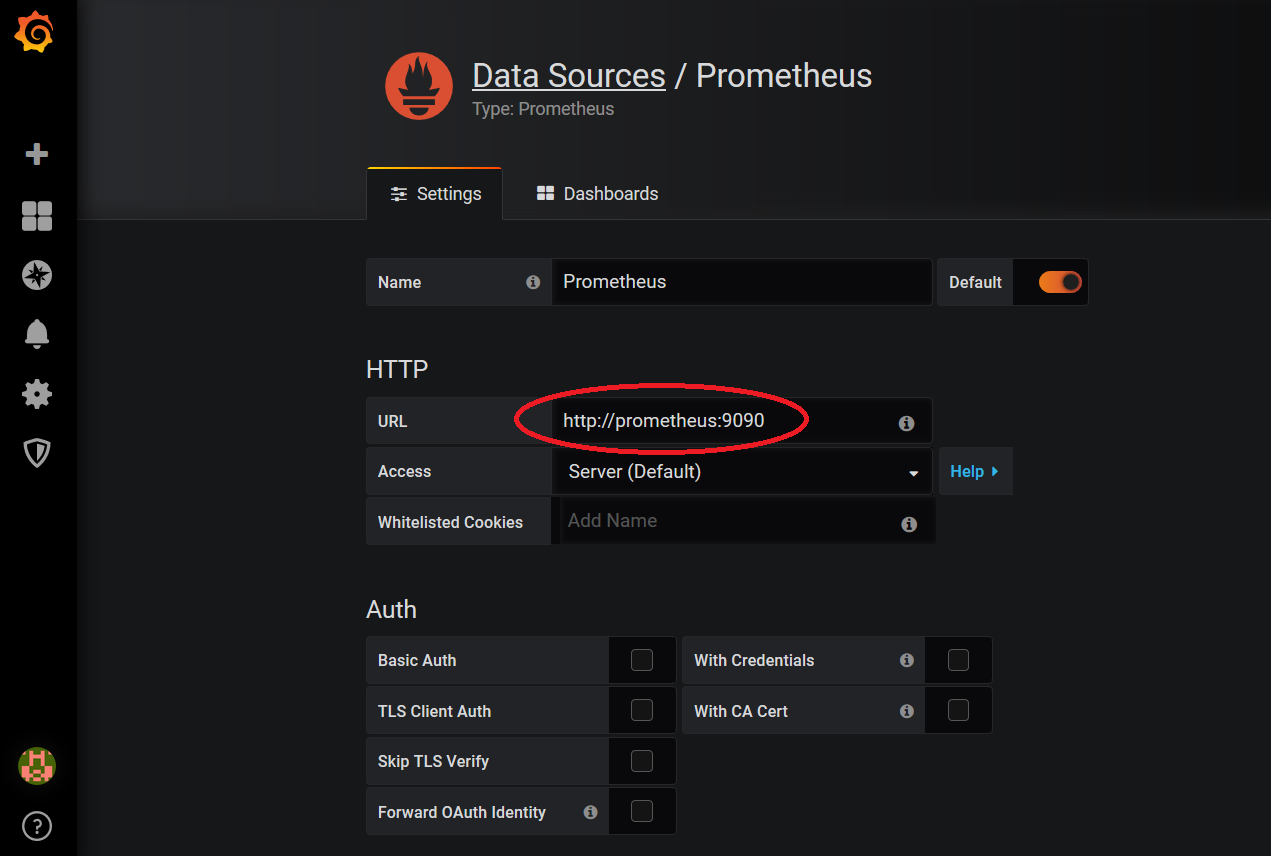 Data Sources / Prometheus
Type: Prometheus
Settings Dashboards
Name Prometheus Default
HTTP
URL http://prometheus:9090
Access Server (Default) Help
Whitelisted Cookies Add Name
Auth
Basic Auth With Credentials
TLS Client Auth With CA Cert
Skip TLS Verify
Forward OAuth Identity